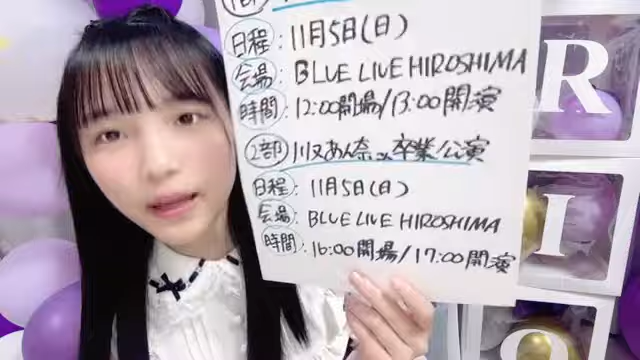 日程：11月5日(日)
会場：BLUE LIVE HIROSHIMA
時間：12:00開場/13:00開演
2部 川又あん奈 卒業公演
日程：11月5日(日)
会場：BLUE LIVE HIROSHIMA
時間：16:00開場/17:00開演
R
I